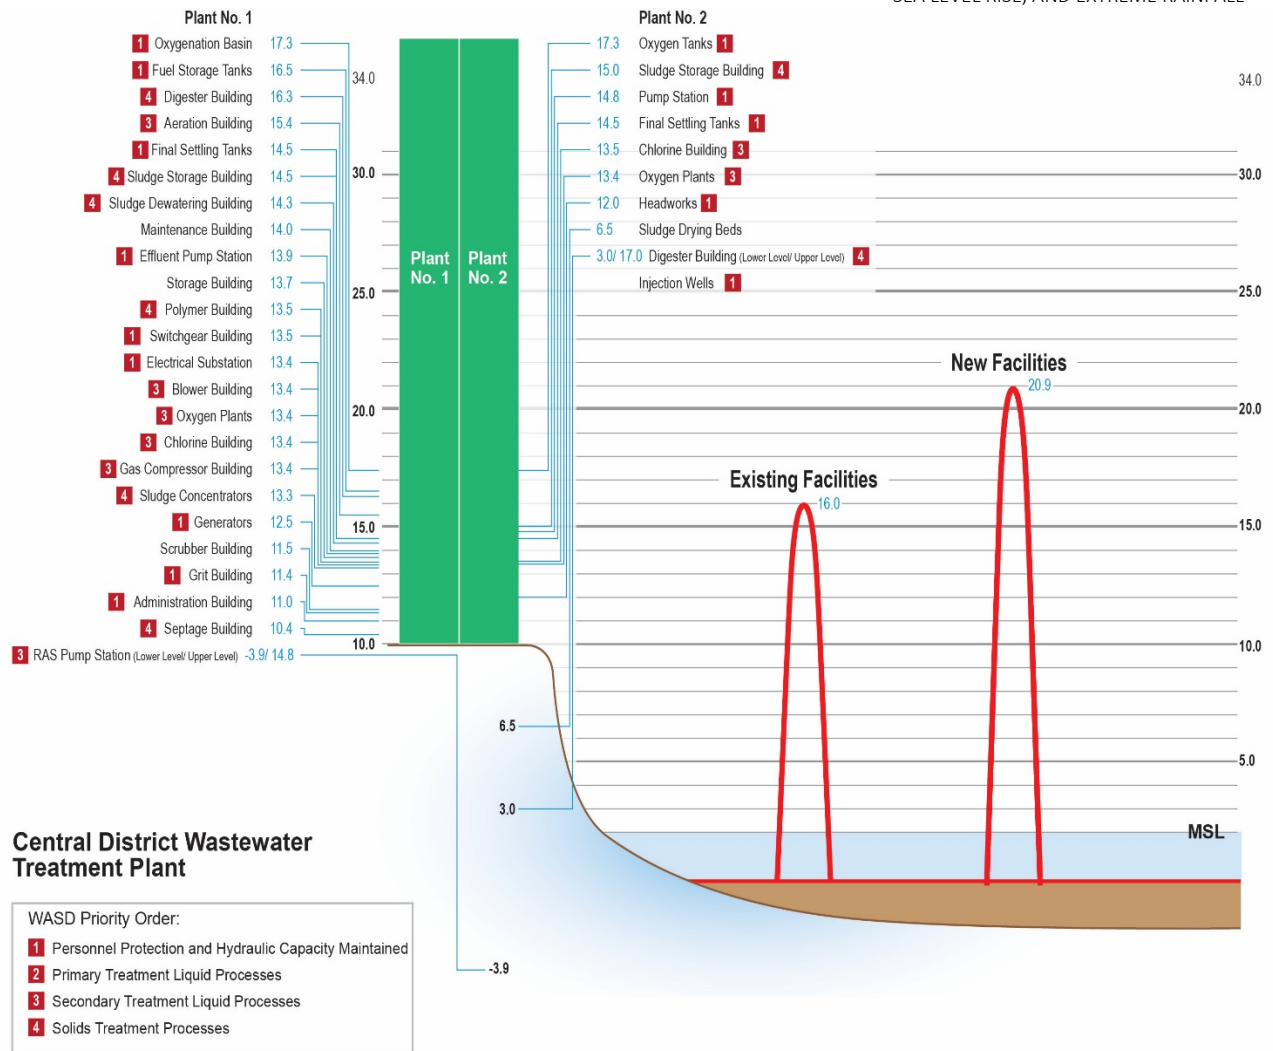 SEA LEVEL RISE, AND EXTREME RAINFALL
Plant No. 1
1 Oxygenation Basin 17.3
1 Fuel Storage Tanks 16.5
4 Digester Building 16.3
3 Aeration Building 15.4
1 Final Settling Tanks 14.5
4 Sludge Storage Building 14.5
4 Sludge Dewatering Building 14.3
Maintenance Building 14.0
1 Effluent Pump Station 13.9
Storage Building 13.7
4 Polymer Building 13.5
1 Switchgear Building 13.5
1 Electrical Substation 13.4
3 Blower Building 13.4
3 Oxygen Plants 13.4
3 Chlorine Building 13.4
3 Gas Compressor Building 13.4
4 Sludge Concentrators 13.3
1 Generators 12.5
Scrubber Building 11.5
1 Grit Building 11.4
1 Administration Building 11.0
4 Septage Building 10.4
3 RAS Pump Station (Lower Level/ Upper Level) -3.9/ 14.8
34.0
30.0
25.0
20.0
15.0
10.0
Plant No. 1
Plant No. 2
Plant No. 2
17.3 Oxygen Tanks 1
15.0 Sludge Storage Building 4
14.8 Pump Station 1
14.5 Final Settling Tanks 1
13.5 Chlorine Building 3
13.4 Oxygen Plants 3
12.0 Headworks 1
6.5 Sludge Drying Beds
3.0/ 17.0 Digester Building (Lower Level/ Upper Level) 4
Injection Wells 1
34.0
30.0
25.0
20.0
15.0
10.0
5.0
New Facilities
20.9
Existing Facilities
16.0
6.5
3.0
-3.9
MSL
Central District Wastewater
Treatment Plant
WASD Priority Order:
1 Personnel Protection and Hydraulic Capacity Maintained
2 Primary Treatment Liquid Processes
3 Secondary Treatment Liquid Processes
4 Solids Treatment Processes